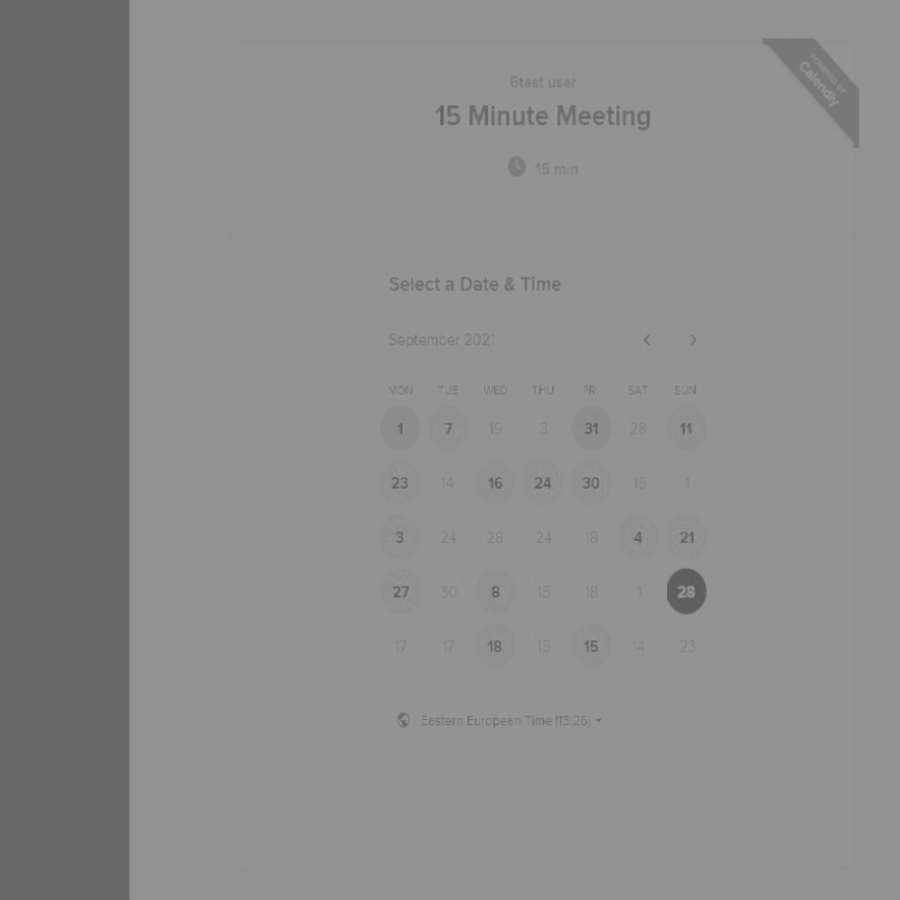 POWERED BY
Calendly
6test user
15 Minute Meeting
15 min
Select a Date & Time
September 2021
MON TUE WED THU FRI SAT SUN
1 7 19 3 31 28 11
23 14 16 24 30 15 1
3 24 28 24 18 4 21
27 30 8 15 18 1 28
17 17 18 15 15 14 23
Eastern European Time (13:26)